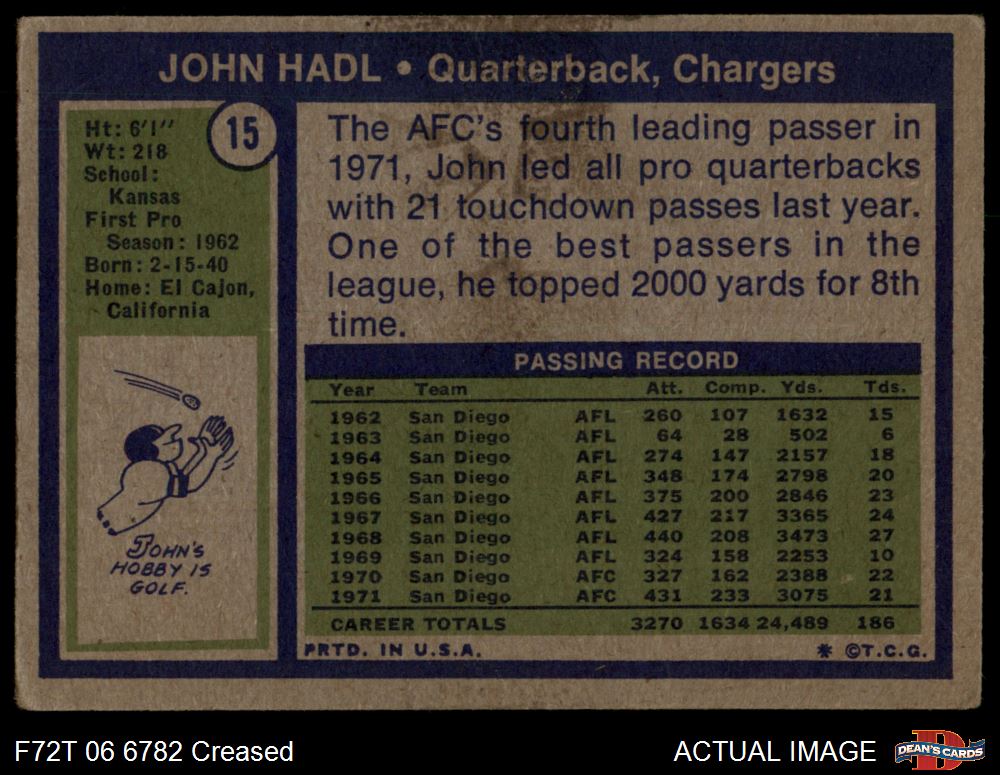 JOHN HADL • Quarterback, Chargers
15
Ht: 6'1"
Wt: 218
School:
Kansas
First Pro
Season: 1962
Born: 2-15-40
Home: El Cajon,
California
JOHN'S
HOBBY IS
GOLF.
The AFC's fourth leading passer in
1971, John led all pro quarterbacks
with 21 touchdown passes last year.
One of the best passers in the
league, he topped 2000 yards for 8th
time.
PASSING RECORD
Year Team Att. Comp. Yds. Tds.
1962 San Diego AFL 260 107 1632 15
1963 San Diego AFL 64 28 502 6
1964 San Diego AFL 274 147 2157 18
1965 San Diego AFL 348 174 2798 20
1966 San Diego AFL 375 200 2846 23
1967 San Diego AFL 427 217 3365 24
1968 San Diego AFL 440 208 3473 27
1969 San Diego AFL 324 158 2253 10
1970 San Diego AFC 327 162 2388 22
1971 San Diego AFC 431 233 3075 21
CAREER TOTALS 3270 1634 24,489 186
PRTD. IN U.S.A. * ©T.C.G.
F72T 06 6782 Creased
ACTUAL IMAGE
D
DEAN'S CARDS